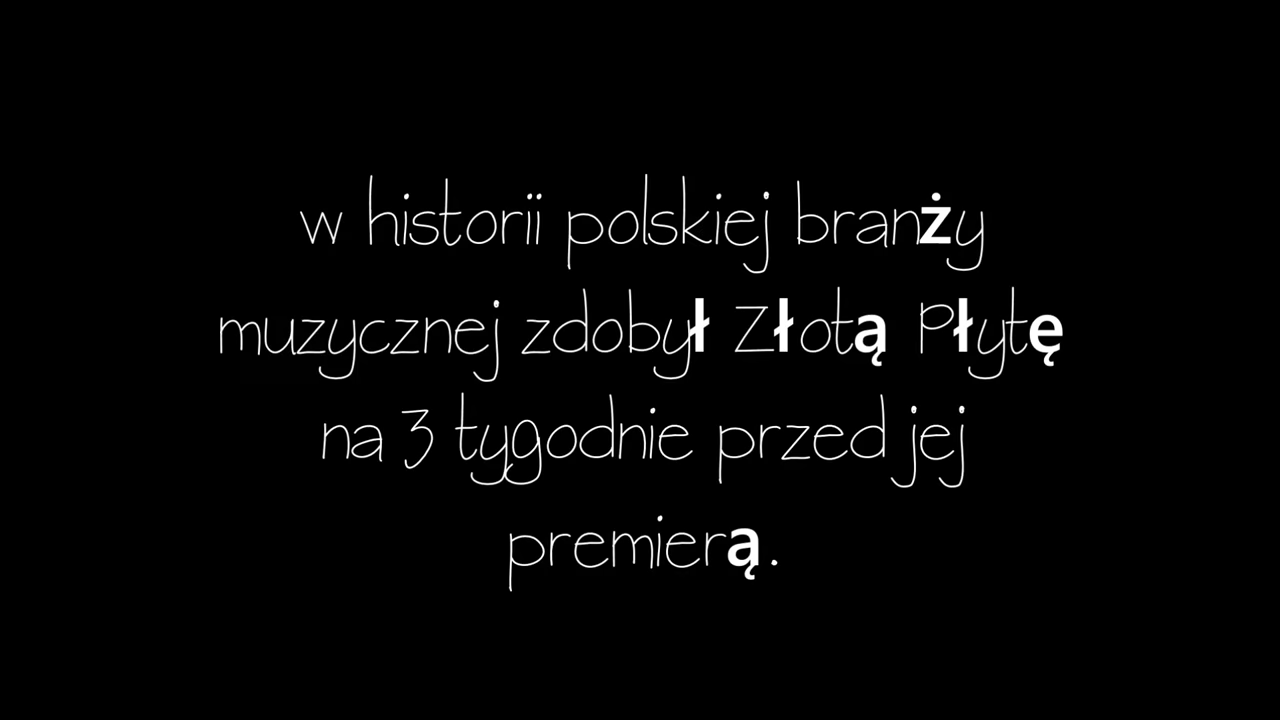 w historii polskiej branży
muzycznej zdobył Złotą Płytę
na 3 tygodnie przed jej
premierą.